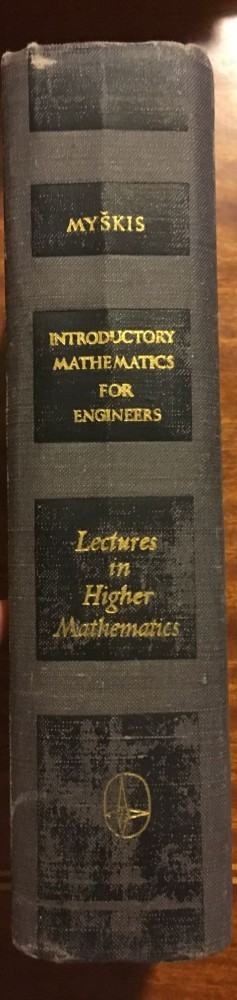 MYŠKIS
INTRODUCTORY
MATHEMATICS
FOR
ENGINEERS
Lectures
in
Higher
Mathematics